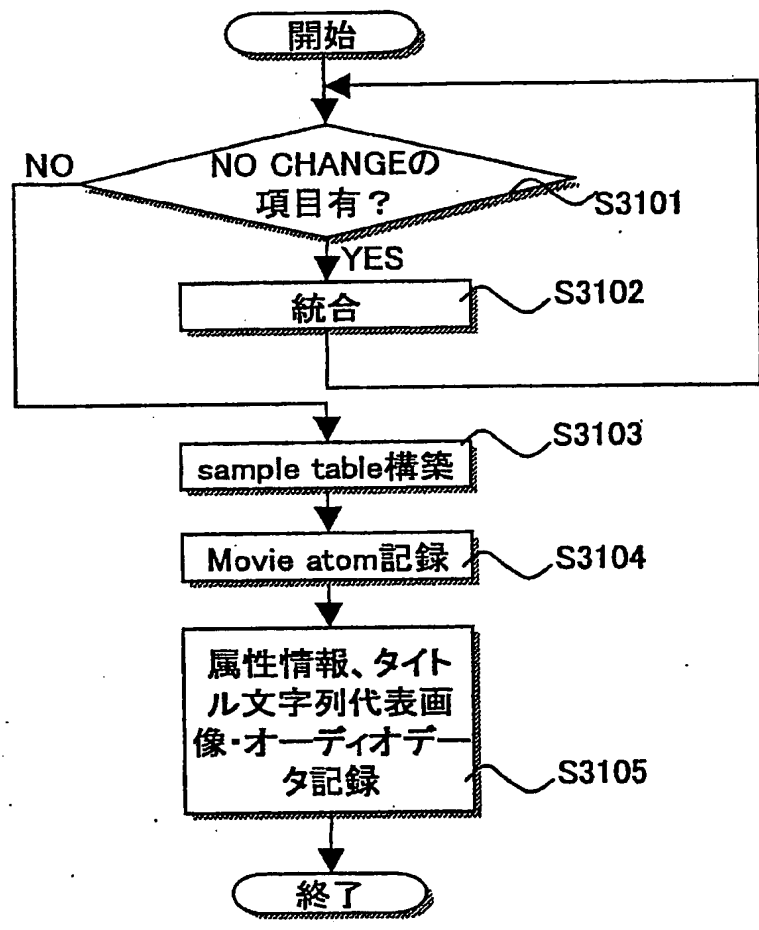 開始
NO
NO CHANGEの
項目有？
S3101
YES
統合
S3102
sample table構築
S3103
Movie atom記録
S3104
属性情報、タイト
ル文字列代表画
像・オーディオデー
タ記録
S3105
終了